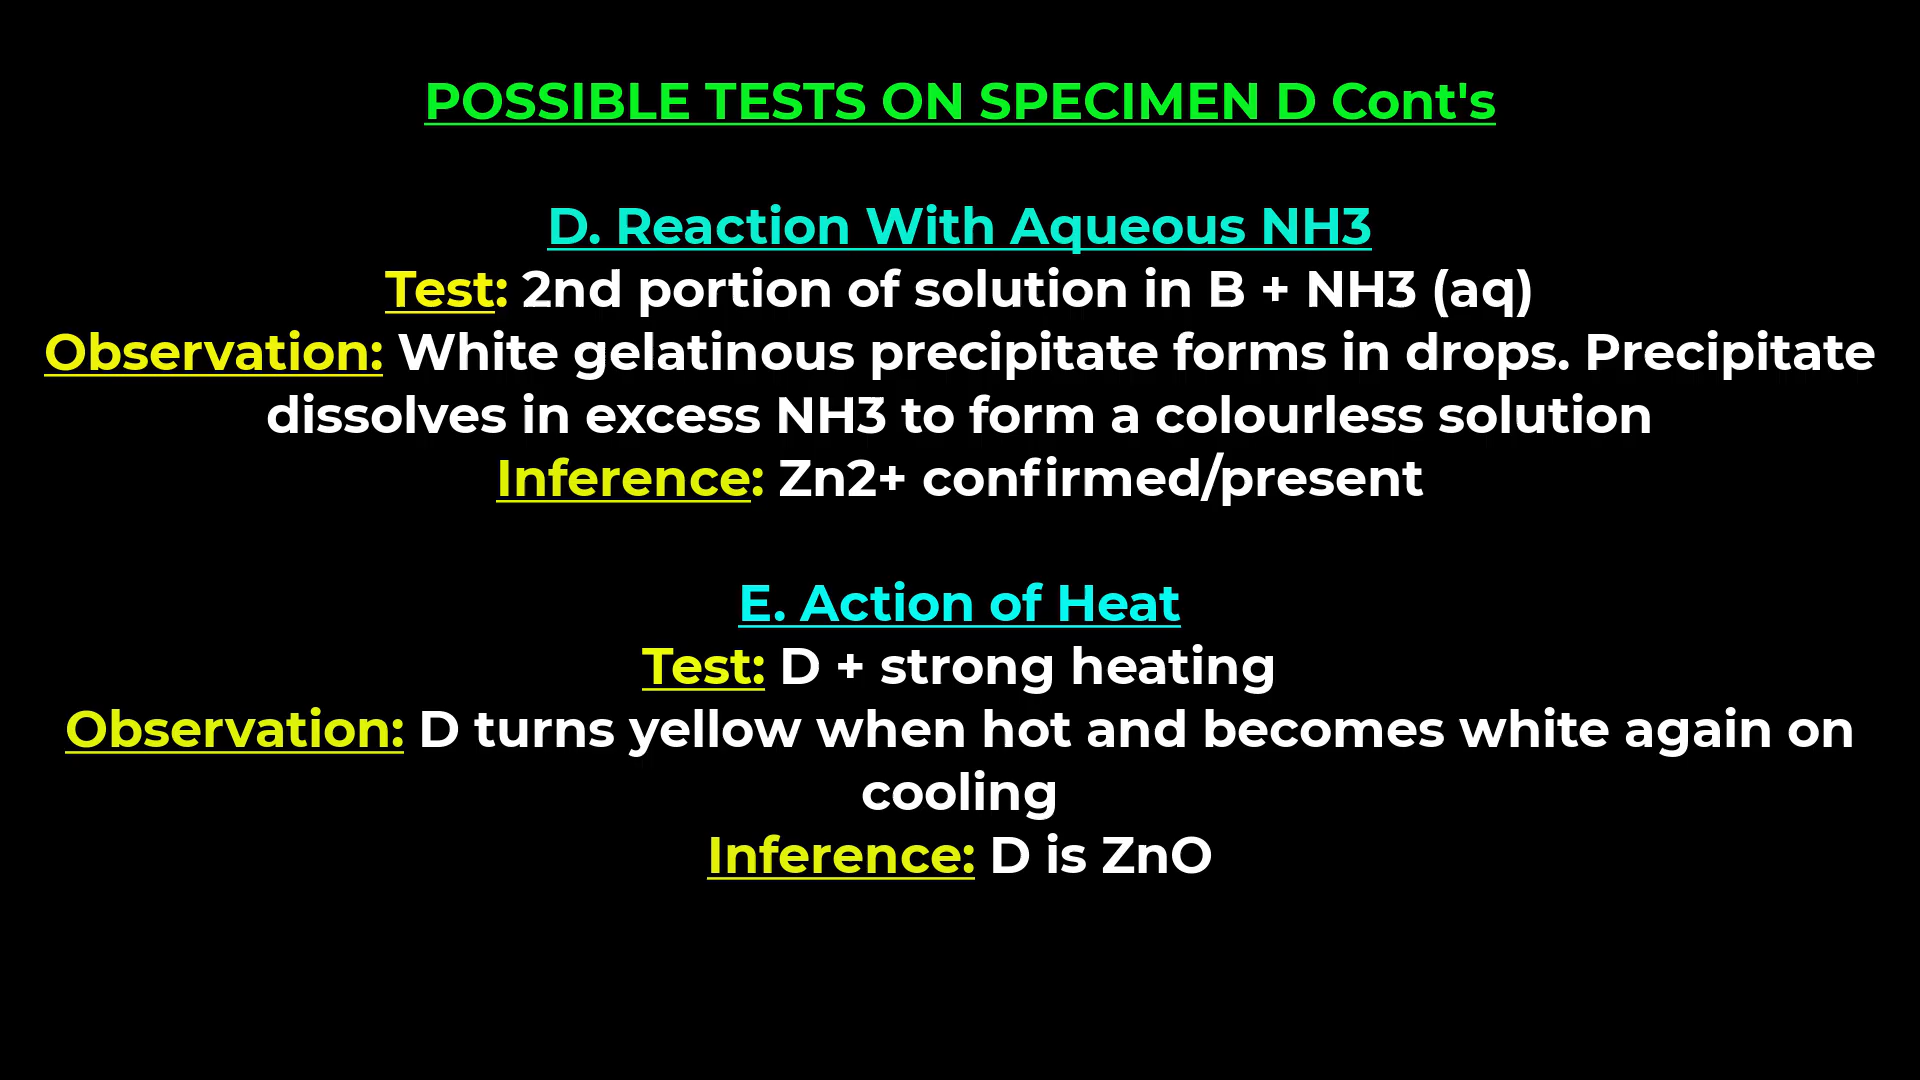 POSSIBLE TESTS ON SPECIMEN D Cont's
D. Reaction With Aqueous NH3
Test: 2nd portion of solution in B + NH3 (aq)
Observation: White gelatinous precipitate forms in drops. Precipitate
dissolves in excess NH3 to form a colourless solution
Inference: Zn2+ confirmed/present
E. Action of Heat
Test: D + strong heating
Observation: D turns yellow when hot and becomes white again on
cooling
Inference: D is ZnO